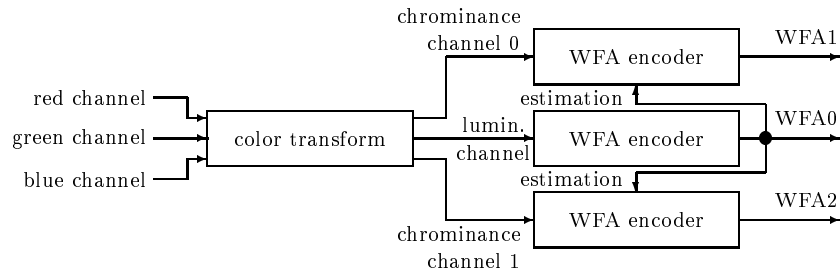 chrominance
channel 0
WFA encoder
WFA1
red channel
green channel
blue channel
color transform
estimation
lumin.
channel
WFA encoder
WFA0
estimation
WFA encoder
WFA2
chrominance
channel 1